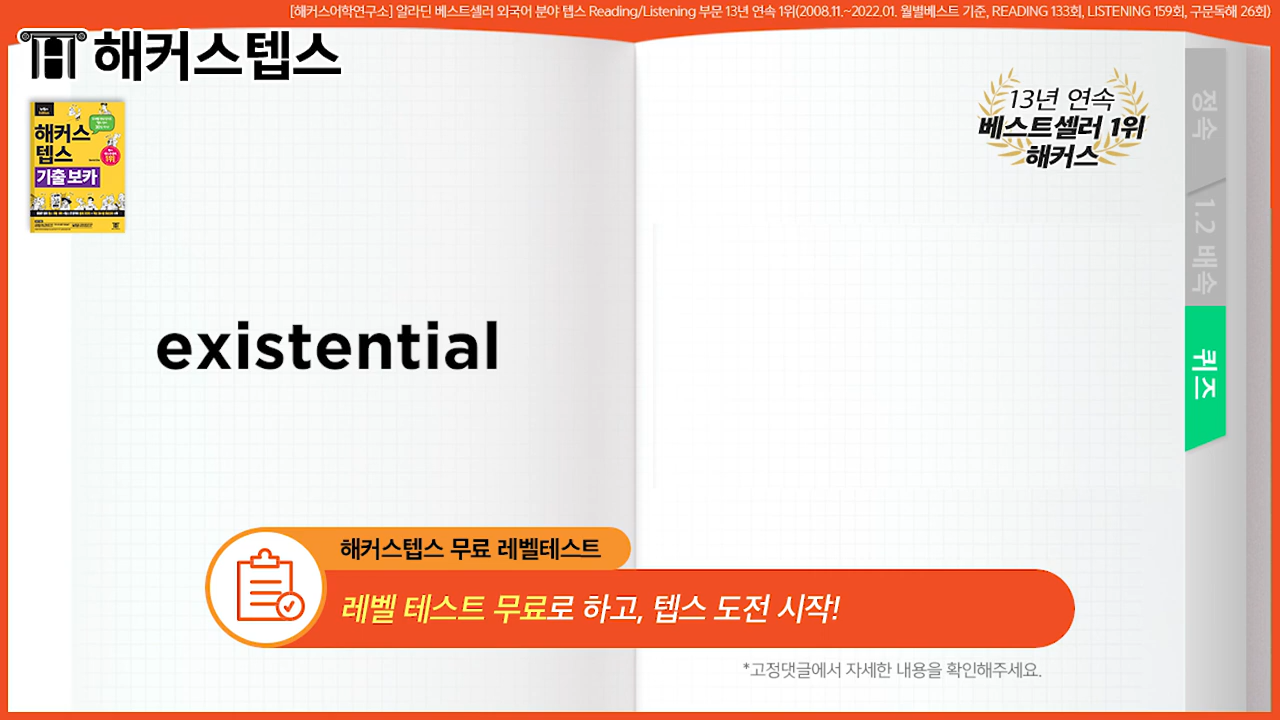 [해커스어학연구소] 알라딘 베스트셀러 외국어 분야 텝스 Reading/Listening 부문 13년 연속 1위(2008.11.~2022.01. 월별베스트 기준, READING 133회, LISTENING 159회, 구문독해 26회)
해커스텝스
해커스
텝스
기출 보카
13년 연속
베스트셀러 1위
해커스
정속
1.2 배속
퀴즈
existential
해커스텝스 무료 레벨테스트
레벨 테스트 무료로 하고, 텝스 도전 시작!
*고정댓글에서 자세한 내용을 확인해주세요.